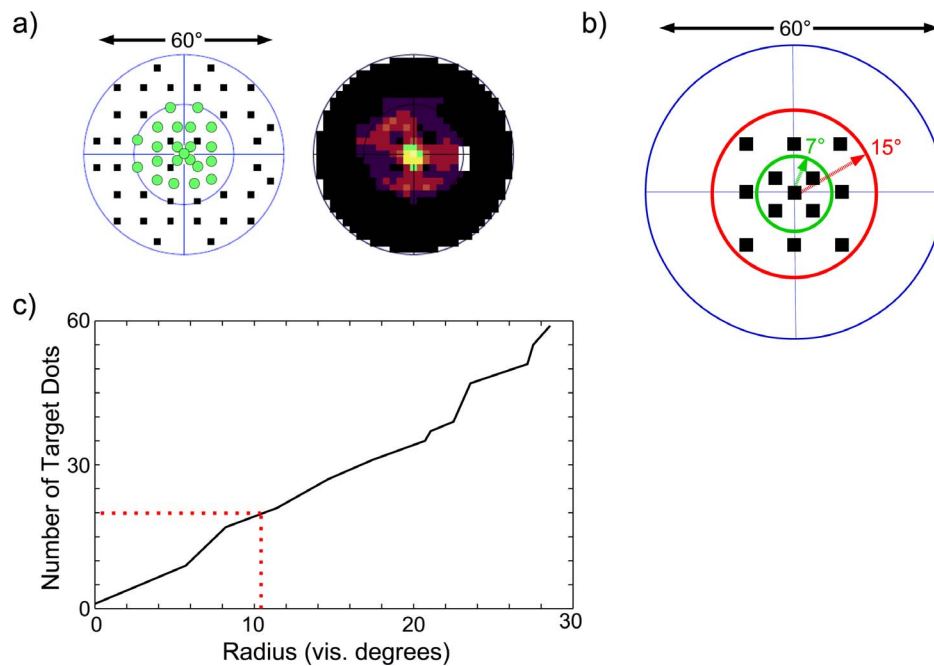 a)
60°
b)
60°
7°
15°
c)
60
30
0
Number of Target Dots
0
10
20
30
Radius (vis. degrees)